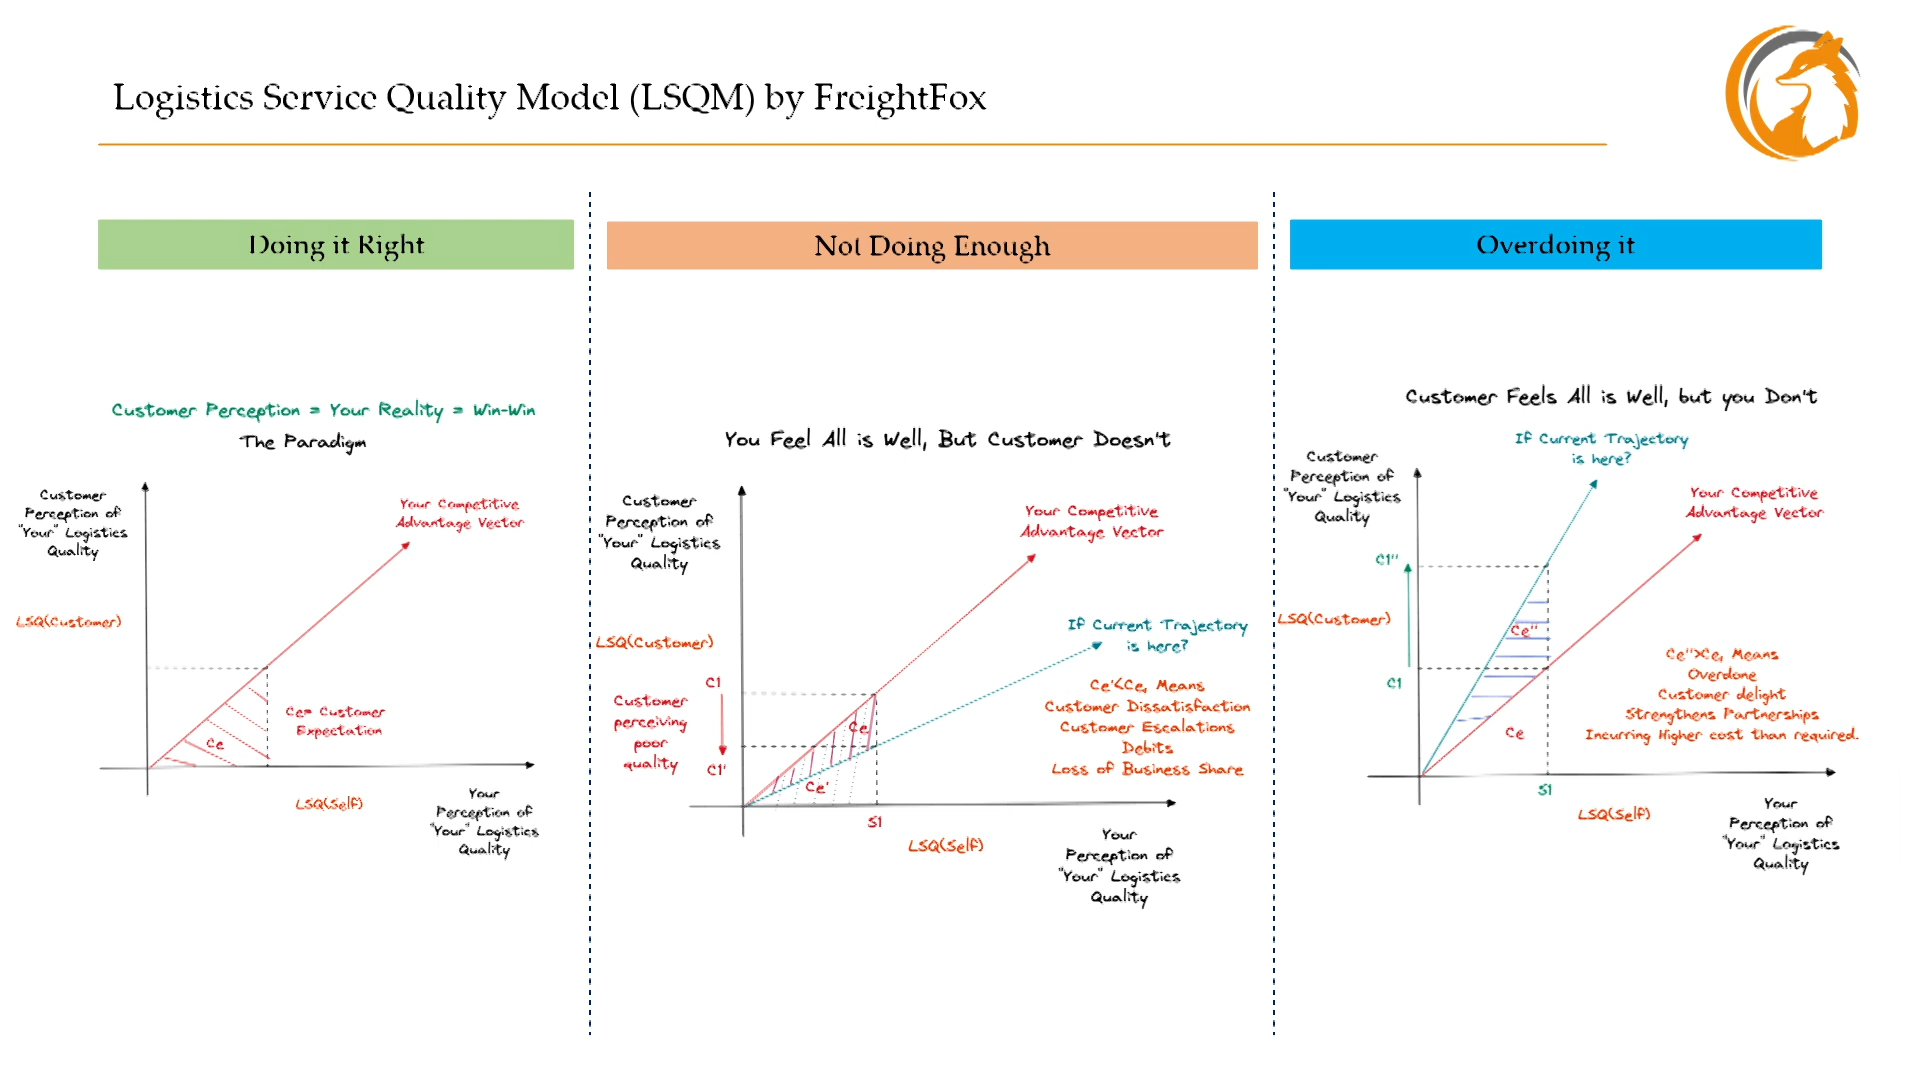 Logistics Service Quality Model (LSQM) by FreightFox
Doing it Right
Customer Perception = Your Reality = Win-Win
The Paradigm
Customer
Perception of
"Your" Logistics
Quality
Your Competitive
Advantage Vector
LSQ(Customer)
Ce= Customer
Expectation
Ce
LSQ(Self)
Your
Perception of
"Your" Logistics
Quality
Not Doing Enough
You Feel All is Well, But Customer Doesn't
Customer
Perception of
"Your" Logistics
Quality
Your Competitive
Advantage Vector
If Current Trajectory
is here?
LSQ(Customer)
C1
Customer
perceiving
poor
quality
C1'
Ce
Ce'
Ce'<Ce, Means
Customer Dissatisfaction
Customer Escalations
Debits
Loss of Business Share
S1
LSQ(Self)
Your
Perception of
"Your" Logistics
Quality
Overdoing it
Customer Feels All is Well, but you Don't
If Current Trajectory
is here?
Customer
Perception of
"Your" Logistics
Quality
Your Competitive
Advantage Vector
C1''
LSQ(Customer)
Ce''
C1
Ce
Ce''>Ce, Means
Overdone
Customer delight
Strengthens Partnerships
Incurring Higher cost than required.
S1
LSQ(Self)
Your
Perception of
"Your" Logistics
Quality